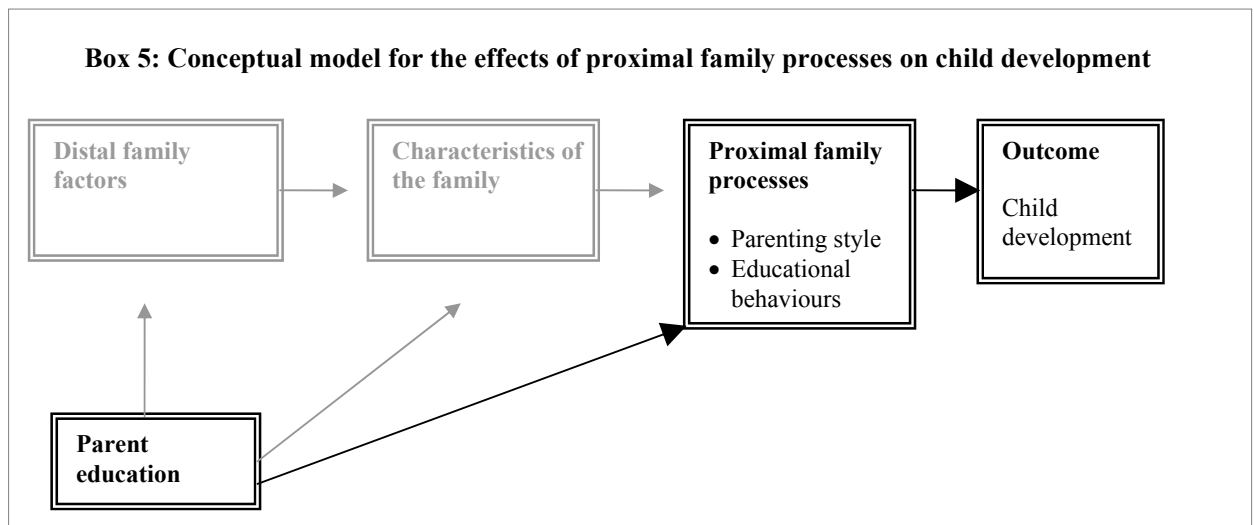 Box 5: Conceptual model for the effects of proximal family processes on child development
Distal family
factors
Characteristics of
the family
Proximal family
processes
• Parenting style
• Educational
behaviours
Outcome
Child
development
Parent
education